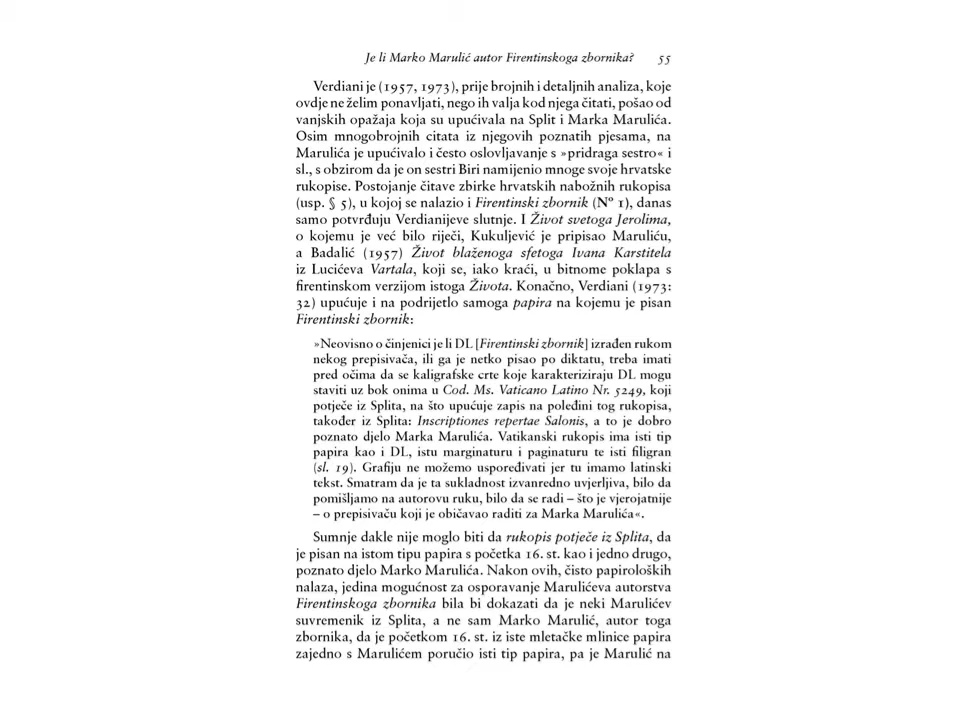 Je li Marko Marulić autor Firentinskoga zbornika? 55
Verdiani je (1957, 1973), prije brojnih i detaljnih analiza, koje
ovdje ne želim ponavljati, nego ih valja kod njega čitati, pošao od
vanjskih opažaja koja su upućivala na Split i Marka Marulića.
Osim mnogobrojnih citata iz njegovih poznatih pjesama, na
Marulića je upućivalo i često oslovljavanje s »pridraga sestro« i
sl., s obzirom da je on sestri Biri namijenio mnoge svoje hrvatske
rukopise. Postojanje čitave zbirke hrvatskih nabožnih rukopisa
(usp. § 5), u kojoj se nalazio i Firentinski zbornik (Nº 1), danas
samo potvrđuju Verdianijeve slutnje. I Život svetoga Jerolima,
o kojemu je već bilo riječi, Kukuljević je pripisao Maruliću,
a Badalić (1957) Život blaženoga sfetoga Ivana Karstitela
iz Lucićeva Vartala, koji se, iako kraći, u bitnome poklapa s
firentinskom verzijom istoga Života. Konačno, Verdiani (1973:
32) upućuje i na podrijetlo samoga papira na kojemu je pisan
Firentinski zbornik:
»Neovisno o činjenici je li DL [Firentinski zbornik] izrađen rukom
nekog prepisivača, ili ga je netko pisao po diktatu, treba imati
pred očima da se kaligrafske crte koje karakteriziraju DL mogu
staviti uz bok onima u Cod. Ms. Vaticano Latino Nr. 5249, koji
potječe iz Splita, na što upućuje zapis na poleđini tog rukopisa,
također iz Splita: Inscriptiones repertae Salonis, a to je dobro
poznato djelo Marka Marulića. Vatikanski rukopis ima isti tip
papira kao i DL, istu marginaturu i paginaturu te isti filigran
(sl. 19). Grafiju ne možemo uspoređivati jer tu imamo latinski
tekst. Smatram da je ta sukladnost izvanredno uvjerljiva, bilo da
pomišljamo na autorovu ruku, bilo da se radi – što je vjerojatnije
– o prepisivaču koji je običavao raditi za Marka Marulića«.
Sumnje dakle nije moglo biti da rukopis potječe iz Splita, da
je pisan na istom tipu papira s početka 16. st. kao i jedno drugo,
poznato djelo Marko Marulića. Nakon ovih, čisto papiroloških
nalaza, jedina mogućnost za osporavanje Marulićeva autorstva
Firentinskoga zbornika bila bi dokazati da je neki Marulićev
suvremenik iz Splita, a ne sam Marko Marulić, autor toga
zbornika, da je početkom 16. st. iz iste mletačke mlinice papira
zajedno s Marulićem poručio isti tip papira, pa je Marulić na